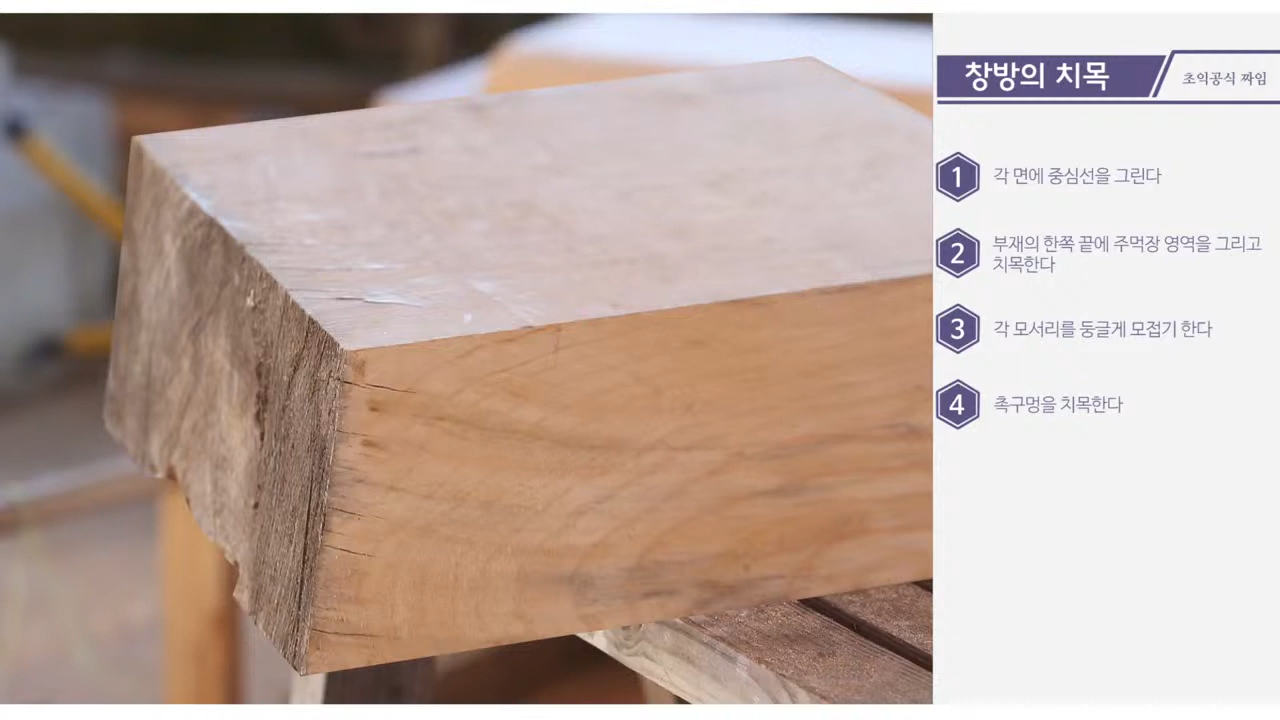 창방의 치목
초익공식 짜임
1 각 면에 중심선을 그린다
2 부재의 한쪽 끝에 주먹장 영역을 그리고
치목한다
3 각 모서리를 둥글게 모접기 한다
4 촉구멍을 치목한다